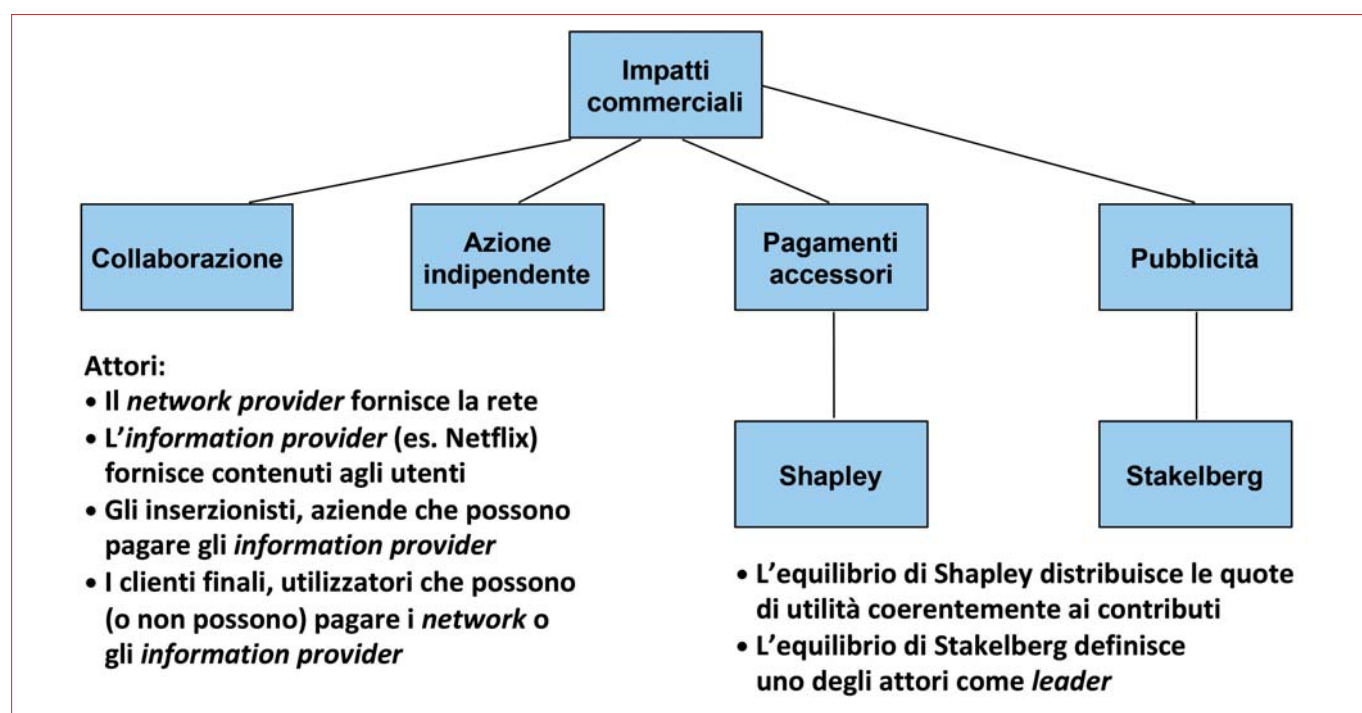 Impatti
commerciali
Collaborazione
Azione
indipendente
Pagamenti
accessori
Pubblicità
Attori:
• Il network provider fornisce la rete
• L'information provider (es. Netflix)
fornisce contenuti agli utenti
• Gli inserzionisti, aziende che possono
pagare gli information provider
• I clienti finali, utilizzatori che possono
(o non possono) pagare i network o
gli information provider
Shapley
Stakelberg
• L'equilibrio di Shapley distribuisce le quote
di utilità coerentemente ai contributi
• L'equilibrio di Stakelberg definisce
uno degli attori come leader